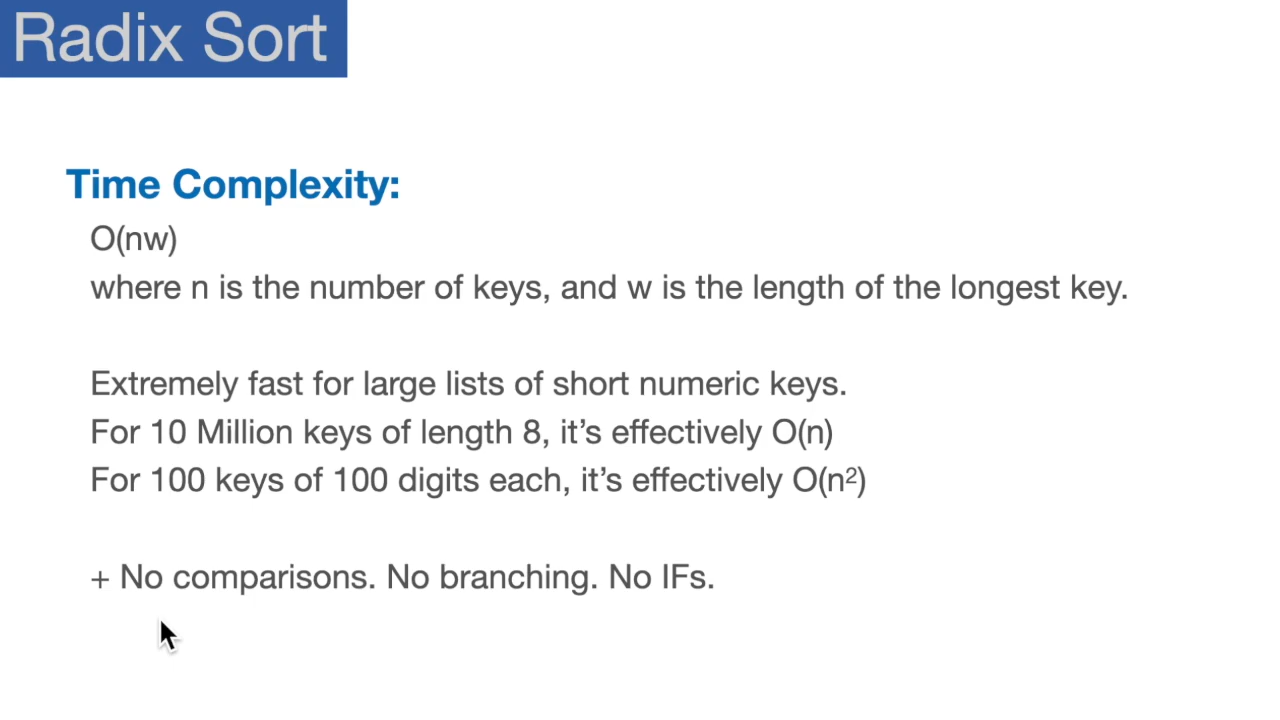 Radix Sort
Time Complexity:
O(nw)
where n is the number of keys, and w is the length of the longest key.
Extremely fast for large lists of short numeric keys.
For 10 Million keys of length 8, it’s effectively O(n)
For 100 keys of 100 digits each, it’s effectively O(n²)
+ No comparisons. No branching. No IFs.